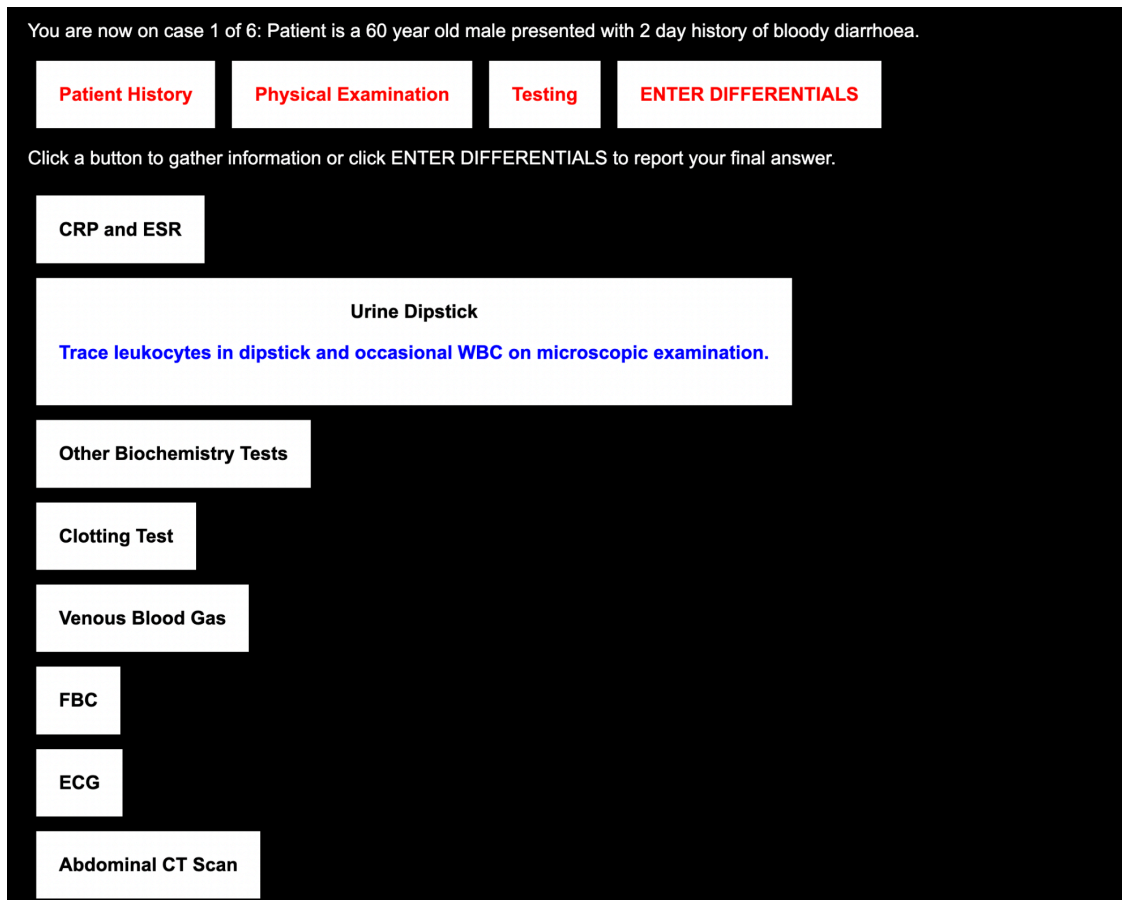 You are now on case 1 of 6: Patient is a 60 year old male presented with 2 day history of bloody diarrhoea.
Patient History Physical Examination Testing ENTER DIFFERENTIALS
Click a button to gather information or click ENTER DIFFERENTIALS to report your final answer.
CRP and ESR
Urine Dipstick
Trace leukocytes in dipstick and occasional WBC on microscopic examination.
Other Biochemistry Tests
Clotting Test
Venous Blood Gas
FBC
ECG
Abdominal CT Scan